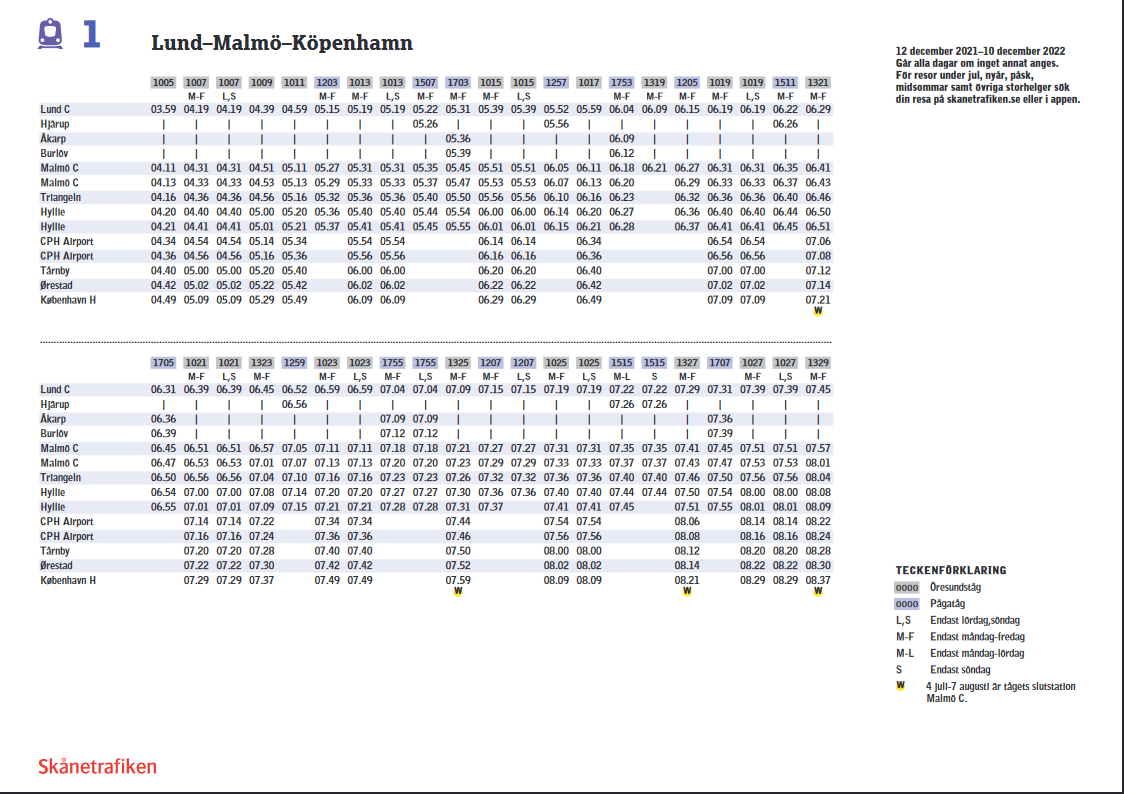 1
Lund–Malmö–Köpenhamn
12 december 2021–10 december 2022
Går alla dagar om inget annat anges.
För resor under jul, nyår, påsk,
midsommar samt övriga storhelger sök
din resa på skanetrafiken.se eller i appen.
1005 1007 1007 1009 1011 1203 1013 1013 1507 1703 1015 1015 1257 1017 1753 1319 1205 1019 1019 1511 1321
M-F L,S M-F M-F L,S M-F M-F M-F L,S M-F M-F M-F M-F L,S M-F M-F
Lund C 03.59 04.19 04.19 04.39 04.59 05.15 05.19 05.19 05.22 05.31 05.39 05.39 05.52 05.59 06.04 06.09 06.15 06.19 06.19 06.22 06.29
Hjärup | | | | | | | | 05.26 | | | 05.56 | | | | | | 06.26 |
Åkarp | | | | | | | | | 05.36 | | | | 06.09 | | | | | |
Burlöv | | | | | | | | | 05.39 | | | | 06.12 | | | | | |
Malmö C 04.11 04.31 04.31 04.51 05.11 05.27 05.31 05.31 05.35 05.45 05.51 05.51 06.05 06.11 06.18 06.21 06.27 06.31 06.31 06.35 06.41
Malmö C 04.13 04.33 04.33 04.53 05.13 05.29 05.33 05.33 05.37 05.47 05.53 05.53 06.07 06.13 06.20 06.29 06.33 06.33 06.37 06.43
Triangeln 04.16 04.36 04.36 04.56 05.16 05.32 05.36 05.36 05.40 05.50 05.56 05.56 06.10 06.16 06.23 06.32 06.36 06.36 06.40 06.46
Hyllie 04.20 04.40 04.40 05.00 05.20 05.36 05.40 05.40 05.44 05.54 06.00 06.00 06.14 06.20 06.27 06.36 06.40 06.40 06.44 06.50
Hyllie 04.21 04.41 04.41 05.01 05.21 05.37 05.41 05.41 05.45 05.55 06.01 06.01 06.15 06.21 06.28 06.37 06.41 06.41 06.45 06.51
CPH Airport 04.34 04.54 04.54 05.14 05.34 05.54 05.54 06.14 06.14 06.34 06.54 06.54 07.06
CPH Airport 04.36 04.56 04.56 05.16 05.36 05.56 05.56 06.16 06.16 06.36 06.56 06.56 07.08
Tårnby 04.40 05.00 05.00 05.20 05.40 06.00 06.00 06.20 06.20 06.40 07.00 07.00 07.12
Ørestad 04.42 05.02 05.02 05.22 05.42 06.02 06.02 06.22 06.22 06.42 07.02 07.02 07.14
København H 04.49 05.09 05.09 05.29 05.49 06.09 06.09 06.29 06.29 06.49 07.09 07.09 07.21
W
1705 1021 1021 1323 1259 1023 1023 1755 1755 1325 1207 1207 1025 1025 1515 1515 1327 1707 1027 1027 1329
M-F L,S M-F M-F L,S M-F L,S M-F M-F L,S M-F L,S M-L S M-F M-F L,S M-F
Lund C 06.31 06.39 06.39 06.45 06.52 06.59 06.59 07.04 07.04 07.09 07.15 07.15 07.19 07.19 07.22 07.22 07.29 07.31 07.39 07.39 07.45
Hjärup | | | | 06.56 | | | | | | | | | 07.26 07.26 | | | | |
Åkarp 06.36 | | | | | | 07.09 07.09 | | | | | | | | 07.36 | | |
Burlöv 06.39 | | | | | | 07.12 07.12 | | | | | | | | 07.39 | | |
Malmö C 06.45 06.51 06.51 06.57 07.05 07.11 07.11 07.18 07.18 07.21 07.27 07.27 07.31 07.31 07.35 07.35 07.41 07.45 07.51 07.51 07.57
Malmö C 06.47 06.53 06.53 07.01 07.07 07.13 07.13 07.20 07.20 07.23 07.29 07.29 07.33 07.33 07.37 07.37 07.43 07.47 07.53 07.53 08.01
Triangeln 06.50 06.56 06.56 07.04 07.10 07.16 07.16 07.23 07.23 07.26 07.32 07.32 07.36 07.36 07.40 07.40 07.46 07.50 07.56 07.56 08.04
Hyllie 06.54 07.00 07.00 07.08 07.14 07.20 07.20 07.27 07.27 07.30 07.36 07.36 07.40 07.40 07.44 07.44 07.50 07.54 08.00 08.00 08.08
Hyllie 06.55 07.01 07.01 07.09 07.15 07.21 07.21 07.28 07.28 07.31 07.37 07.41 07.41 07.45 07.51 07.55 08.01 08.01 08.09
CPH Airport 07.14 07.14 07.22 07.34 07.34 07.44 07.54 07.54 08.06 08.14 08.14 08.22
CPH Airport 07.16 07.16 07.24 07.36 07.36 07.46 07.56 07.56 08.08 08.16 08.16 08.24
Tårnby 07.20 07.20 07.28 07.40 07.40 07.50 08.00 08.00 08.12 08.20 08.20 08.28
Ørestad 07.22 07.22 07.30 07.42 07.42 07.52 08.02 08.02 08.14 08.22 08.22 08.30
København H 07.29 07.29 07.37 07.49 07.49 07.59 08.09 08.09 08.21 08.29 08.29 08.37
W W W
TECKENFÖRKLARING
0000 Öresundståg
0000 Pågatåg
L,S Endast lördag,söndag
M-F Endast måndag-fredag
M-L Endast måndag-lördag
S Endast söndag
W 4 juli-7 augusti är tågets slutstation
Malmö C.
Skånetrafiken